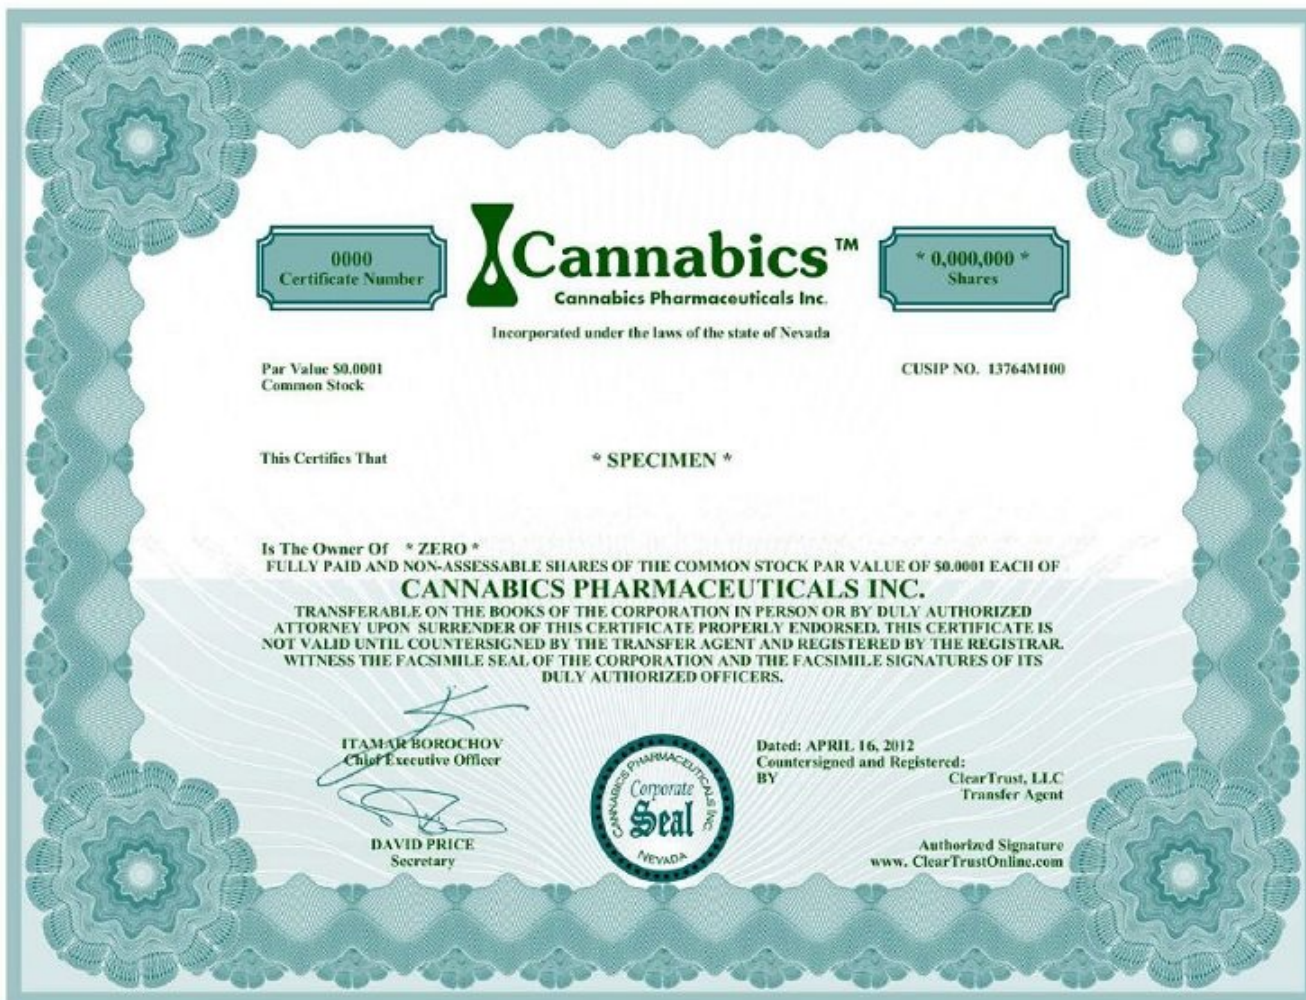 0000
Certificate Number
Cannabics™
Cannabics Pharmaceuticals Inc.
* 0,000,000 *
Shares
Incorporated under the laws of the state of Nevada
Par Value $0.0001
Common Stock
CUSIP NO. 13764M100
This Certifies That
* SPECIMEN *
Is The Owner Of * ZERO *
FULLY PAID AND NON-ASSESSABLE SHARES OF THE COMMON STOCK PAR VALUE OF $0.0001 EACH OF
CANNABICS PHARMACEUTICALS INC.
TRANSFERABLE ON THE BOOKS OF THE CORPORATION IN PERSON OR BY DULY AUTHORIZED
ATTORNEY UPON SURRENDER OF THIS CERTIFICATE PROPERLY ENDORSED. THIS CERTIFICATE IS
NOT VALID UNTIL COUNTERSIGNED BY THE TRANSFER AGENT AND REGISTERED BY THE REGISTRAR.
WITNESS THE FACSIMILE SEAL OF THE CORPORATION AND THE FACSIMILE SIGNATURES OF ITS
DULY AUTHORIZED OFFICERS.
ITAMAR BOROCHOV
Chief Executive Officer
DAVID PRICE
Secretary
CANNABICS PHARMACEUTICALS INC.
Corporate
Seal
NEVADA
Dated: APRIL 16, 2012
Countersigned and Registered:
BY ClearTrust, LLC
Transfer Agent
Authorized Signature
www. ClearTrustOnline.com